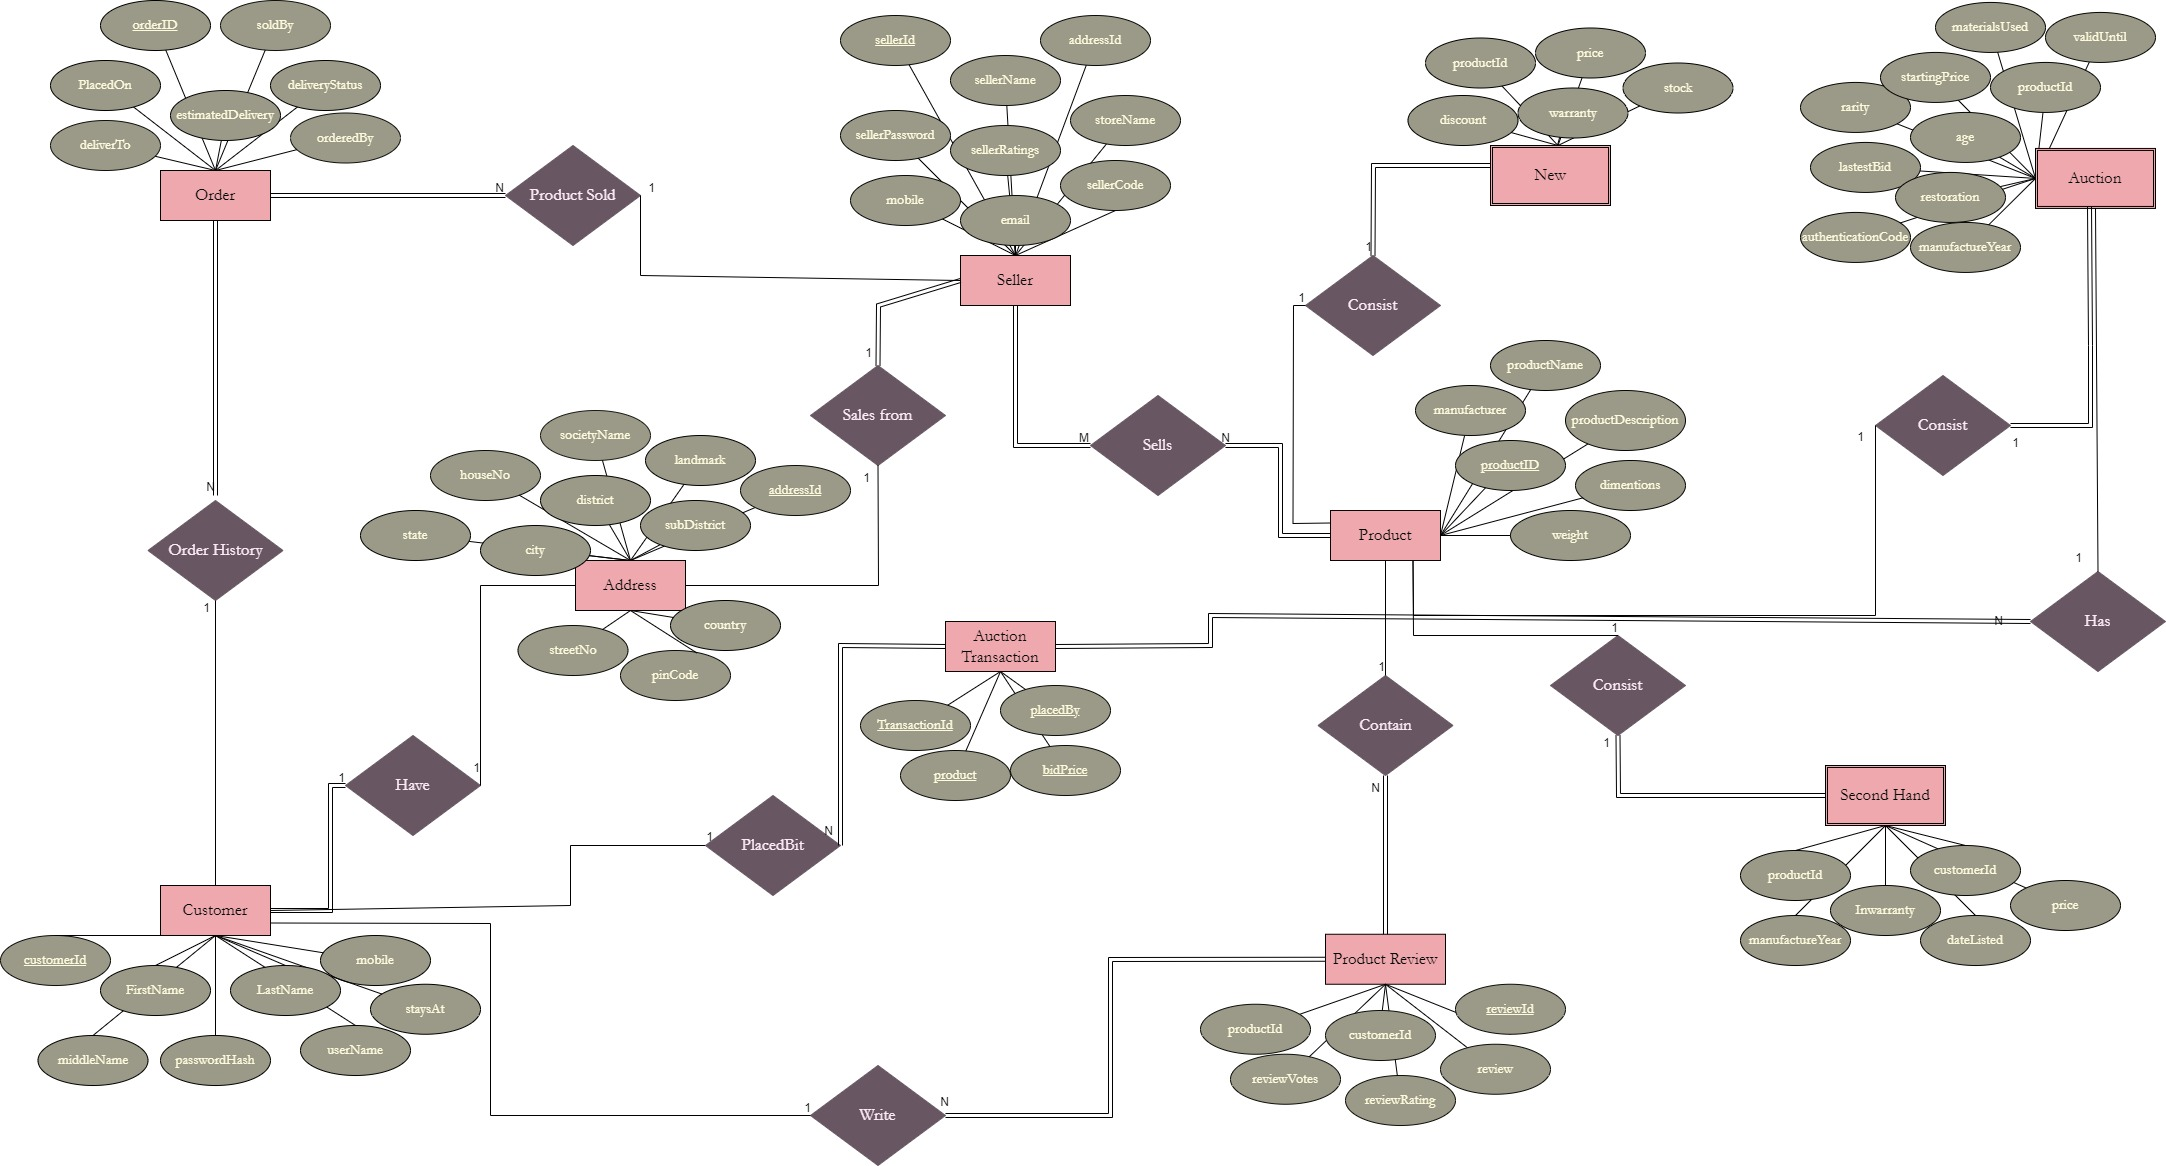 orderID
soldBy
PlacedOn
deliveryStatus
estimatedDelivery
deliverTo
orderedBy
Order
N
Product Sold
1
sellerId
addressId
sellerName
storeName
sellerPassword
sellerRatings
sellerCode
mobile
email
Seller
productId
price
stock
discount
warranty
New
1
Consist
1
materialsUsed
validUntil
startingPrice
productId
rarity
age
lastestBid
restoration
authenticationCode
manufactureYear
Auction
Consist
1
1
1
Sales from
1
M
Sells
N
productName
manufacturer
productDescription
productID
dimentions
weight
Product
N
Order History
1
societyName
landmark
houseNo
district
addressId
subDistrict
state
city
Address
country
streetNo
pinCode
Auction
Transaction
TransactionId
placedBy
product
bidPrice
N
1
Has
1
Consist
1
1
Contain
N
Second Hand
productId
customerId
Inwarranty
price
manufactureYear
dateListed
1
Have
1
1
PlacedBit
N
Customer
customerId
FirstName
LastName
mobile
staysAt
middleName
passwordHash
userName
Product Review
productId
customerId
reviewId
reviewVotes
review
reviewRating
1
Write
N